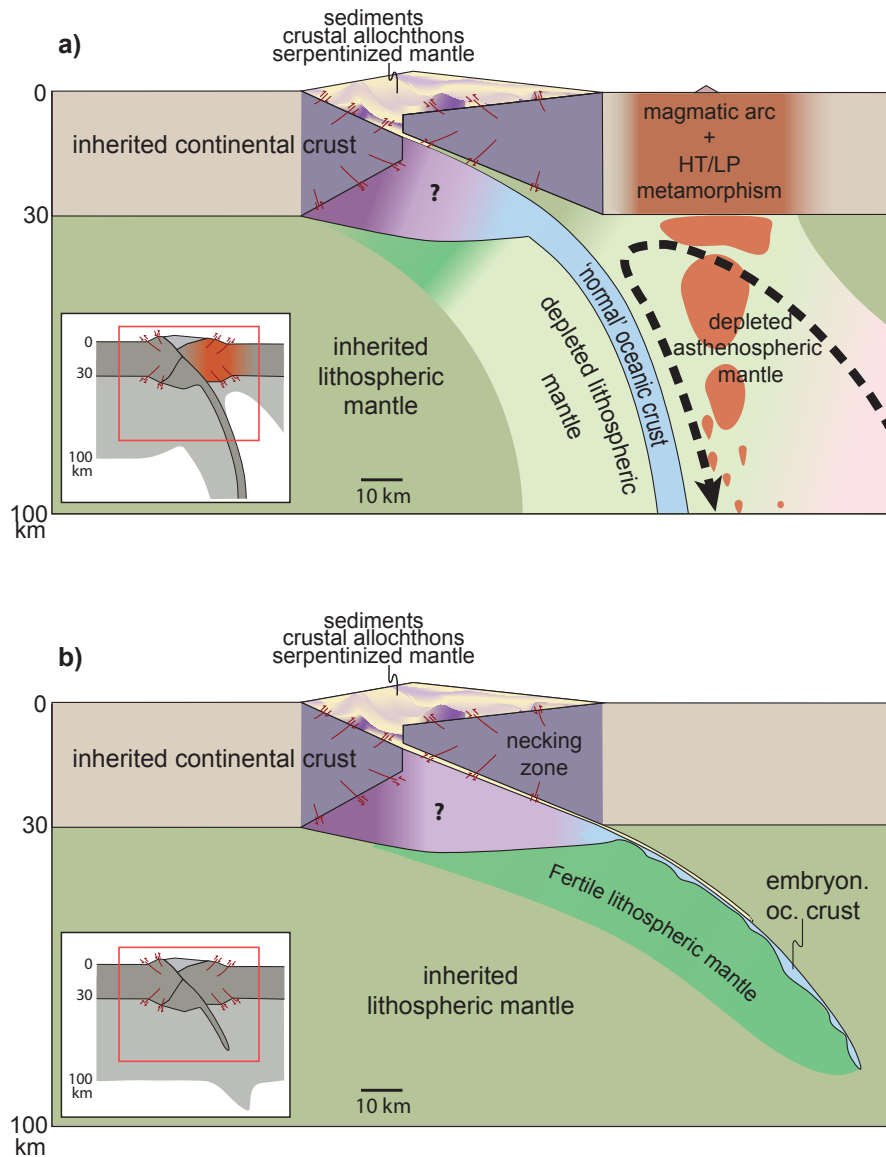 a)
sediments
crustal allochthons
serpentinized mantle
0
inherited continental crust
magmatic arc
+
HT/LP
metamorphism
?
30
'normal' oceanic crust
depleted lithospheric
mantle
depleted
asthenospheric
mantle
inherited
lithospheric
mantle
0
30
100
km
10 km
100
km
b)
sediments
crustal allochthons
serpentinized mantle
0
inherited continental crust
necking
zone
?
30
Fertile lithospheric mantle
embryon.
oc. crust
inherited
lithospheric mantle
0
30
100
km
10 km
100
km